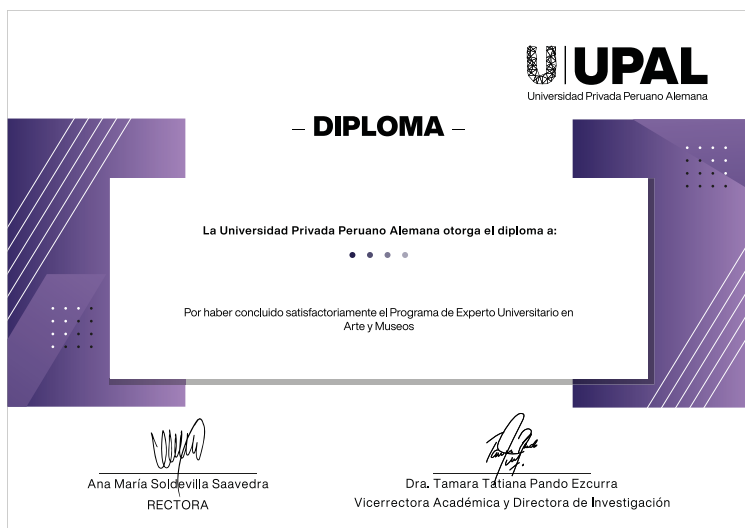 UPAL
Universidad Privada Peruano Alemana
– DIPLOMA –
La Universidad Privada Peruano Alemana otorga el diploma a:
Por haber concluido satisfactoriamente el Programa de Experto Universitario en
Arte y Museos
Ana María Soldevilla Saavedra
RECTORA
Dra. Tamara Tatiana Pando Ezcurra
Vicerrectora Académica y Directora de Investigación